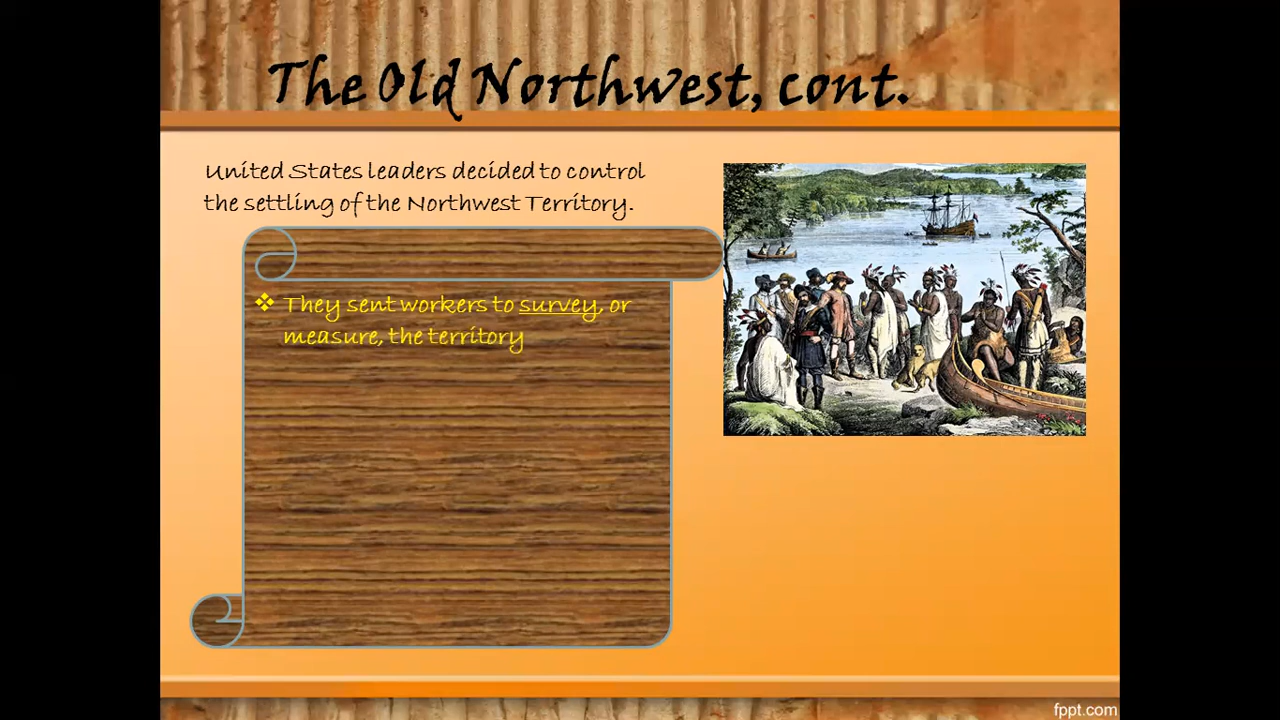 The Old Northwest, cont.
United States leaders decided to control
the settling of the Northwest Territory.
❖ They sent workers to survey, or
measure, the territory
fppt.com